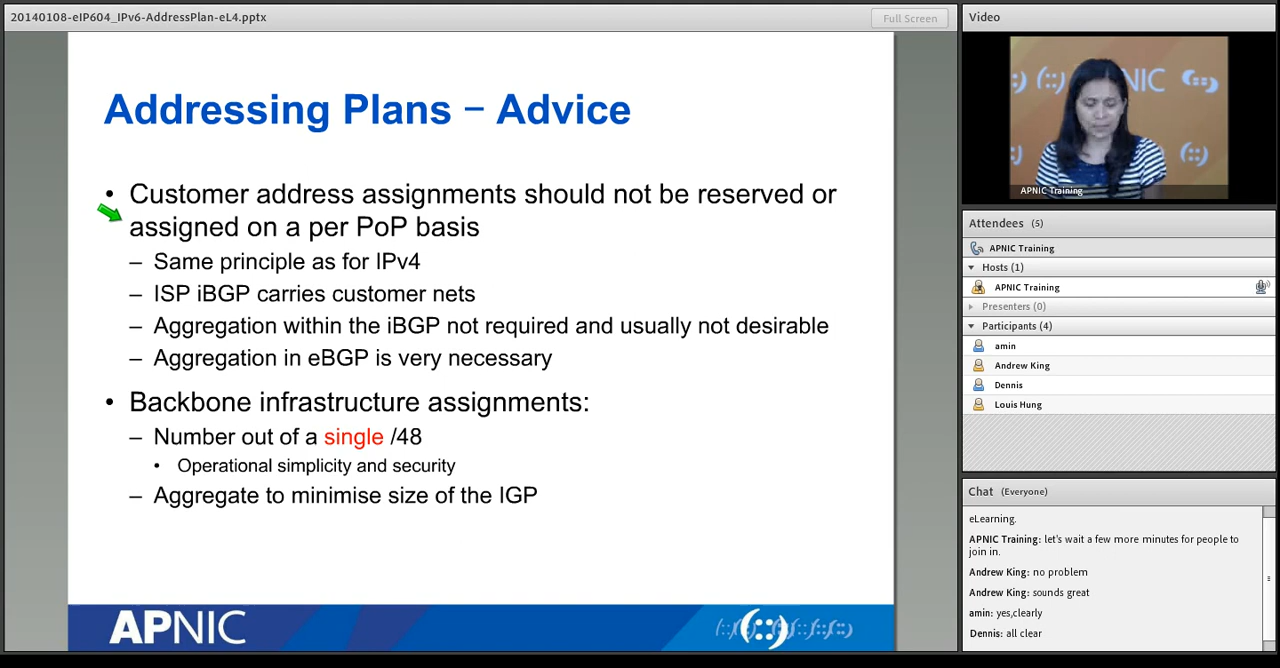 20140108-eIP604_IPv6-AddressPlan-eL4.pptx
Full Screen
Addressing Plans – Advice
• Customer address assignments should not be reserved or
assigned on a per PoP basis
– Same principle as for IPv4
– ISP iBGP carries customer nets
– Aggregation within the iBGP not required and usually not desirable
– Aggregation in eBGP is very necessary
• Backbone infrastructure assignments:
– Number out of a single /48
• Operational simplicity and security
– Aggregate to minimise size of the IGP
APNIC
Video
NIC
APNIC Training
Attendees (5)
APNIC Training
Hosts (1)
APNIC Training
Presenters (0)
Participants (4)
amin
Andrew King
Dennis
Louis Hung
Chat (Everyone)
eLearning.
APNIC Training: let's wait a few more minutes for people to
join in.
Andrew King: no problem
Andrew King: sounds great
amin: yes,clearly
Dennis: all clear